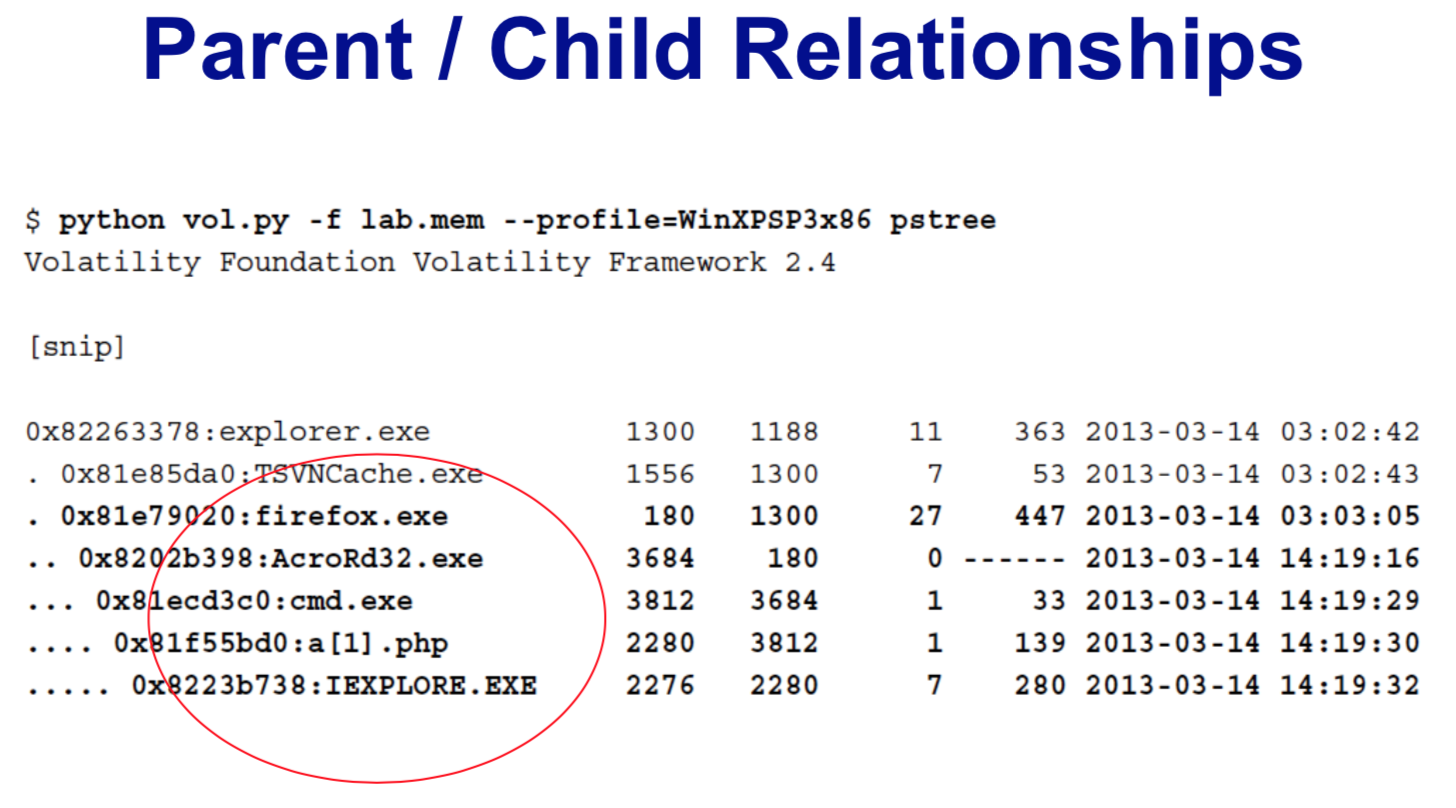 Parent / Child Relationships
$ python vol.py -f lab.mem --profile=WinXPSP3x86 pstree
Volatility Foundation Volatility Framework 2.4
[snip]
0x82263378:explorer.exe 1300 1188 11 363 2013-03-14 03:02:42
. 0x81e85da0:TSVNCache.exe 1556 1300 7 53 2013-03-14 03:02:43
. 0x81e79020:firefox.exe 180 1300 27 447 2013-03-14 03:03:05
.. 0x8202b398:AcroRd32.exe 3684 180 0 ------ 2013-03-14 14:19:16
... 0x81ecd3c0:cmd.exe 3812 3684 1 33 2013-03-14 14:19:29
.... 0x81f55bd0:a[1].php 2280 3812 1 139 2013-03-14 14:19:30
..... 0x8223b738:IEXPLORE.EXE 2276 2280 7 280 2013-03-14 14:19:32